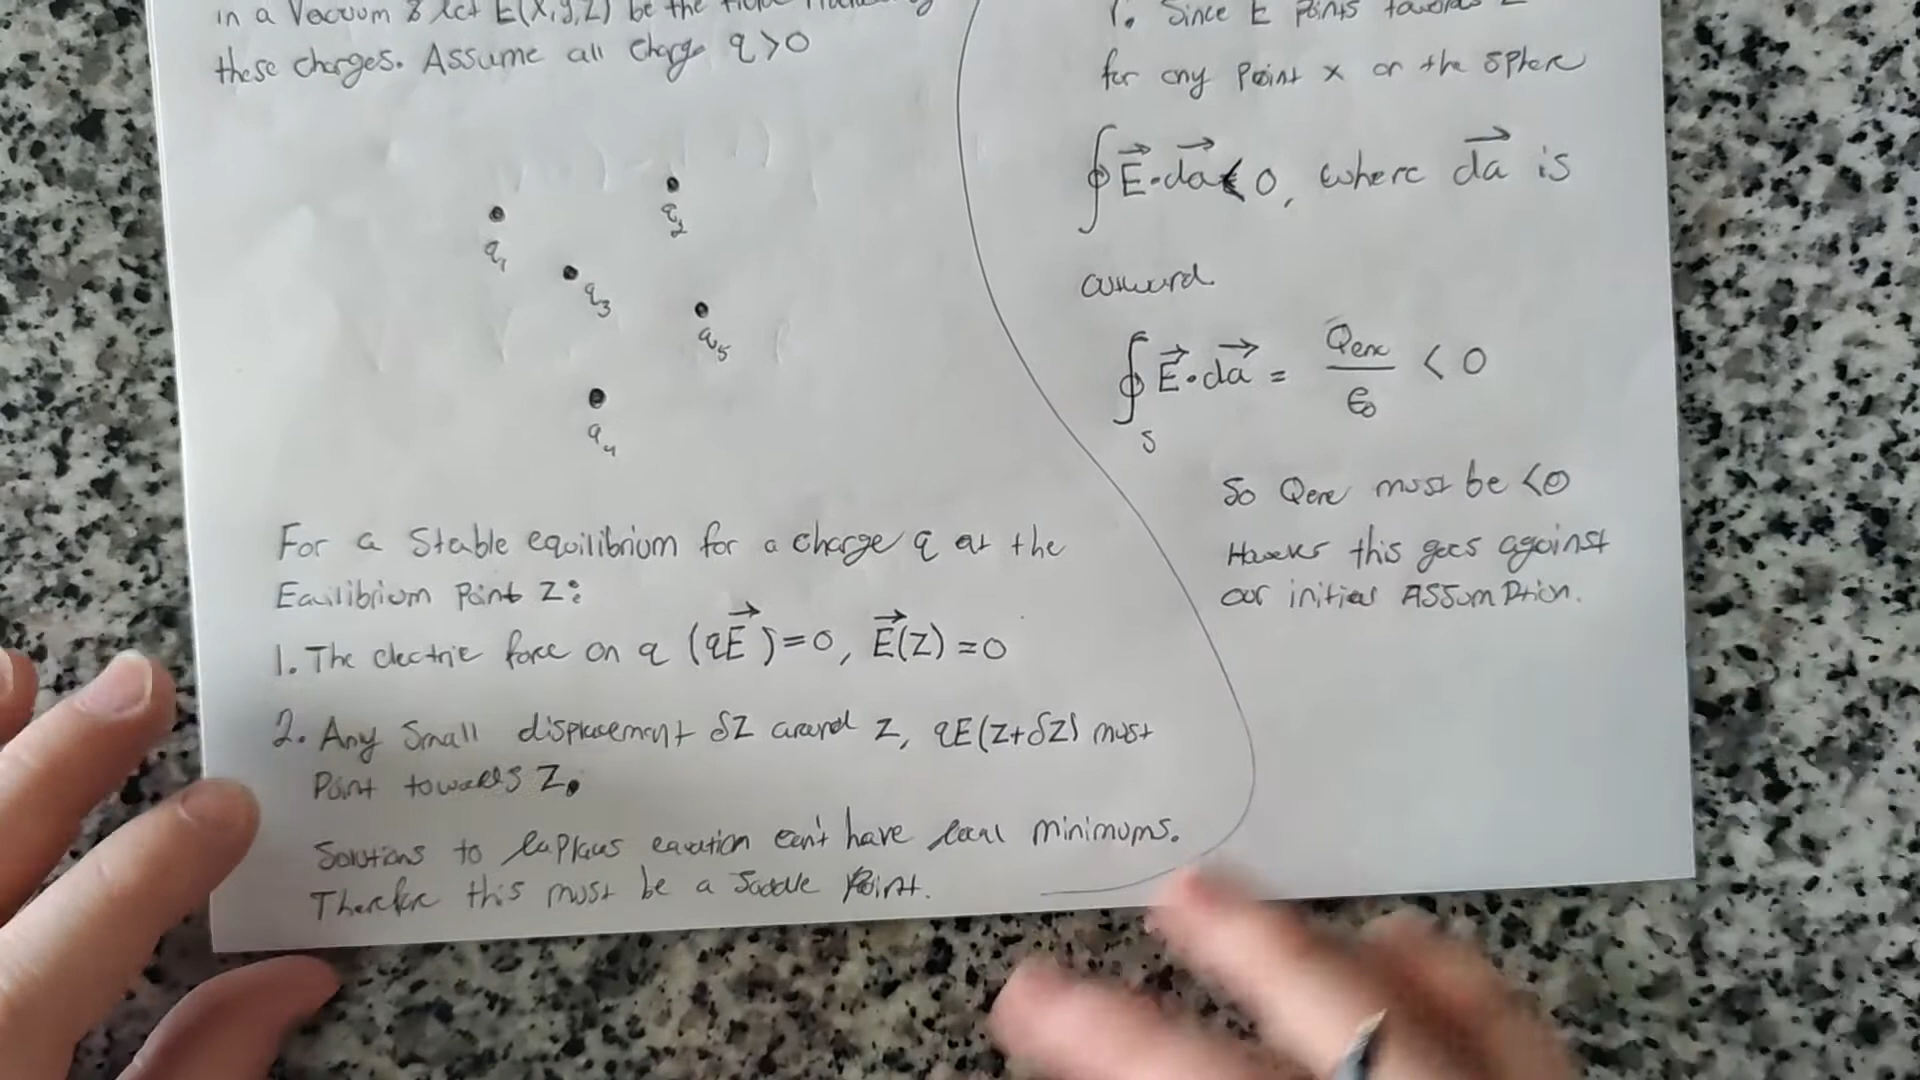 in a Vacuum & let E(x,y,z) be the
these charges. Assume all charge q>0
q₁
q₂
q₃
q₅
q₄
For a Stable equilibrium for a charge q at the
Equilibrium Point Z:
1. The electric force on q (qE⃗)=0, E⃗(Z)=0
2. Any Small displacement δZ around Z, qE(Z+δZ) must
Point towards Z.
Solutions to laplaus equation can't have local minimums.
Therefore this must be a Saddle Point.
1. Since E points towards Z
for any Point x on the sphere
∮E⃗·da⃗<0, where da⃗ is
outward.
∮S E⃗·da⃗ = Qenc/ε₀ < 0
So Qenc must be <0
However this goes against
our initial ASSUMPtion.